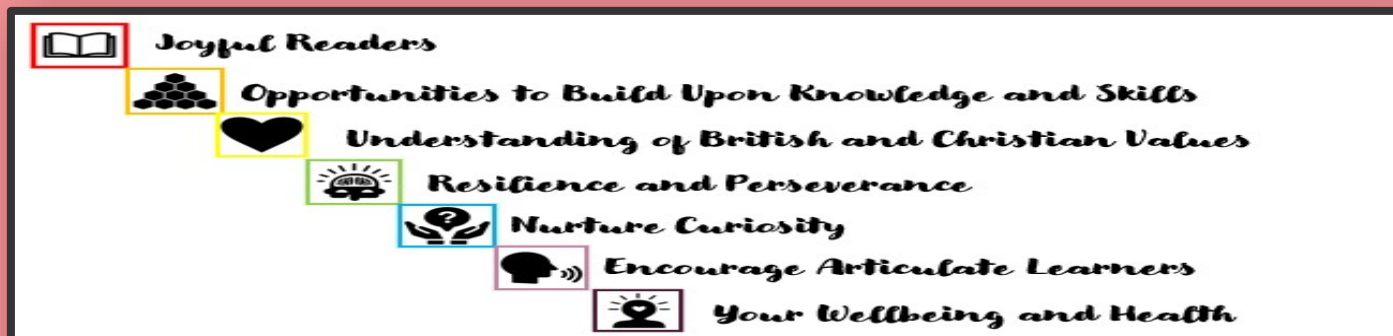 Joyful Readers
Opportunities to Build Upon Knowledge and Skills
Understanding of British and Christian Values
Resilience and Perseverance
?
Nurture Curiosity
Encourage Articulate Learners
Your Wellbeing and Health